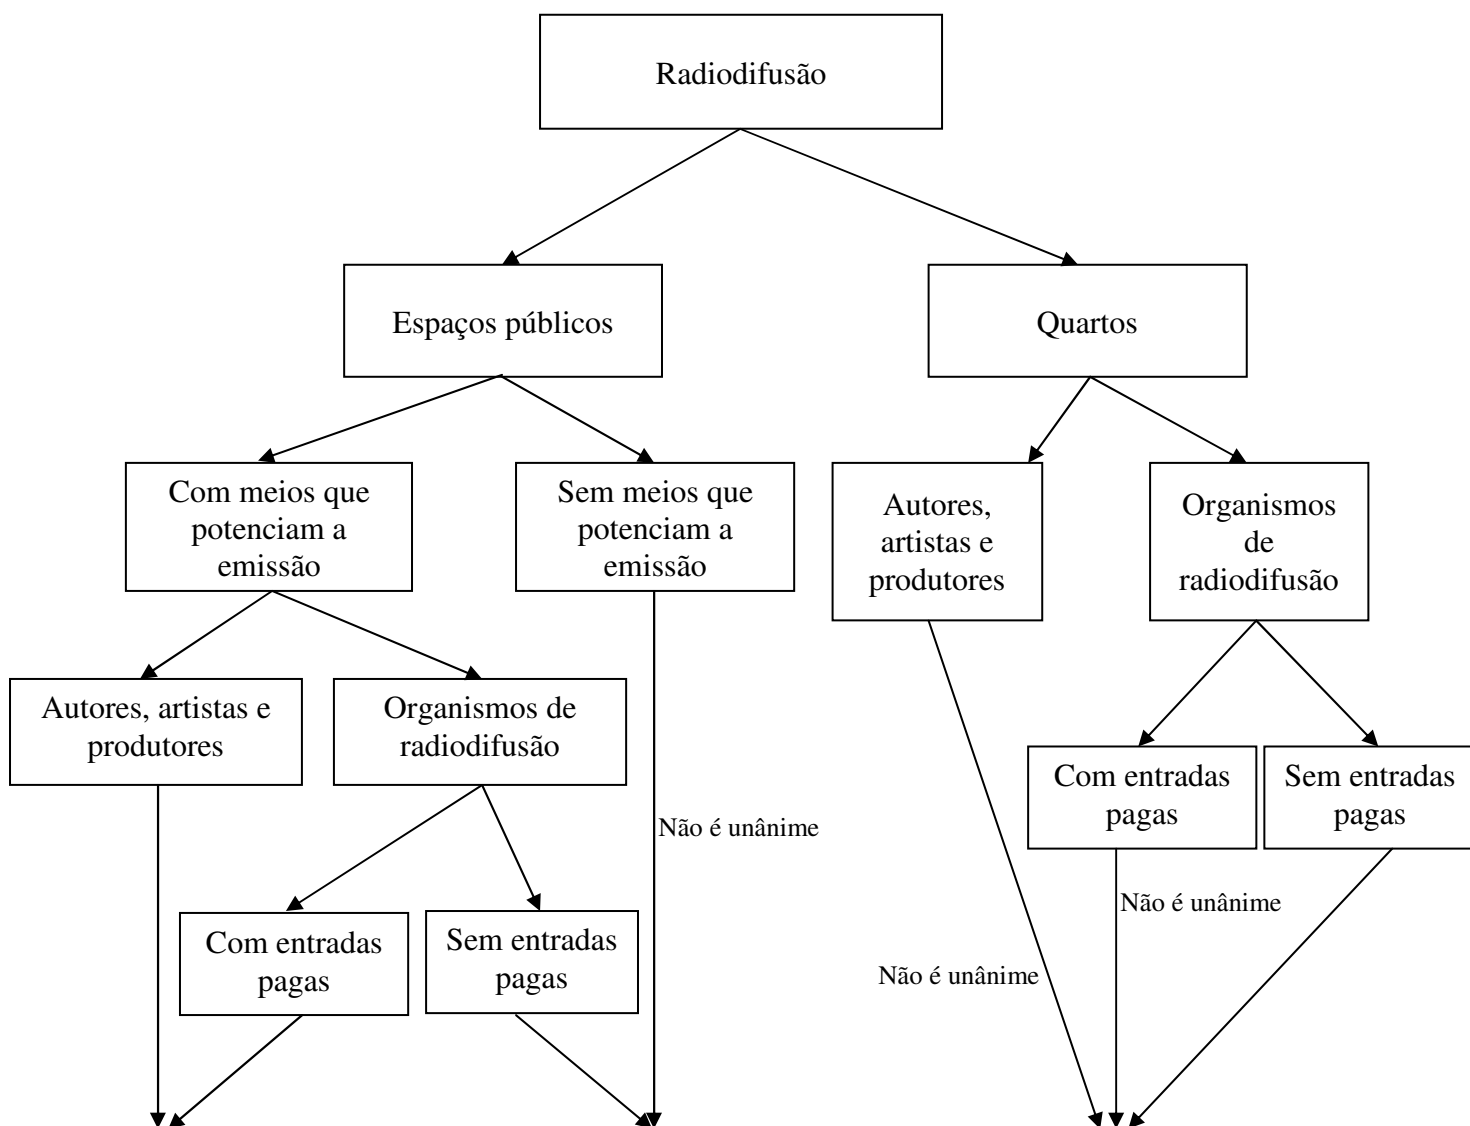 Radiodifusão
Espaços públicos
Quartos
Com meios que
potenciam a
emissão
Sem meios que
potenciam a
emissão
Autores,
artistas e
produtores
Organismos
de
radiodifusão
Autores, artistas e
produtores
Organismos de
radiodifusão
Com entradas
pagas
Sem entradas
pagas
Não é unânime
Com entradas
pagas
Sem entradas
pagas
Não é unânime
Não é unânime